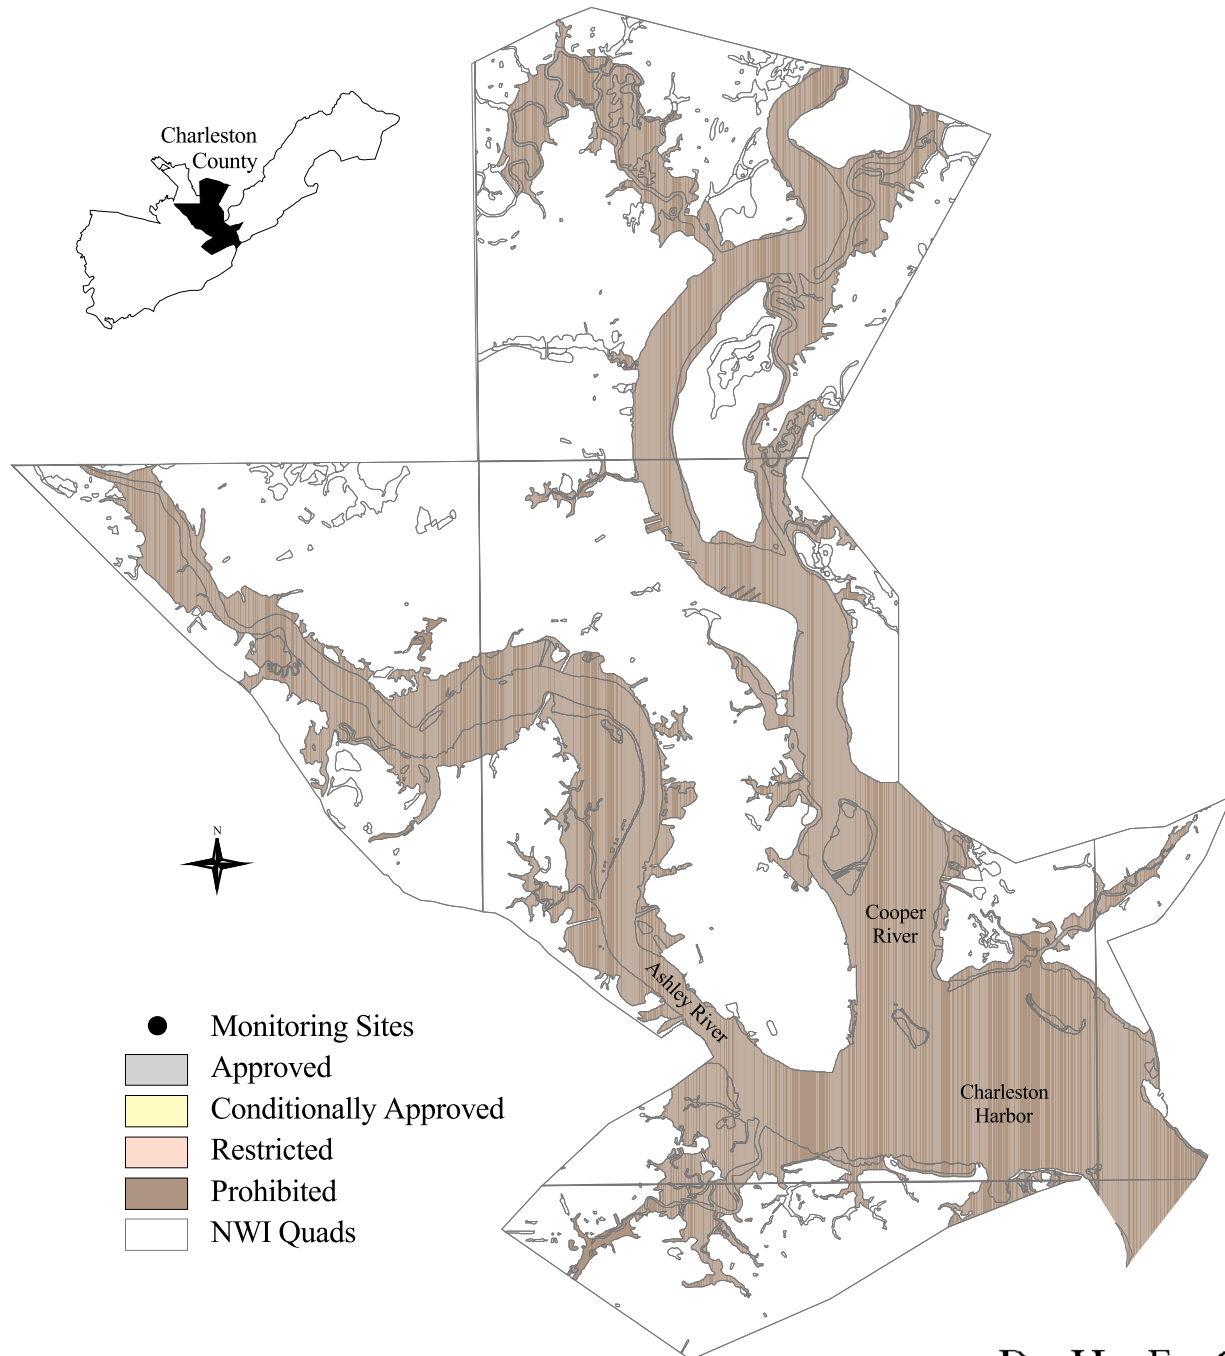 Charleston
County
N
Cooper
River
Ashley River
Charleston
Harbor
Monitoring Sites
Approved
Conditionally Approved
Restricted
Prohibited
NWI Quads